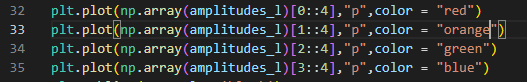 32 plt.plot(np.array(amplitudes_l)[0::4],"p",color = "red")
33 plt.plot(np.array(amplitudes_l)[1::4],"p",color = "orange")
34 plt.plot(np.array(amplitudes_l)[2::4],"p",color = "green")
35 plt.plot(np.array(amplitudes_l)[3::4],"p",color = "blue")